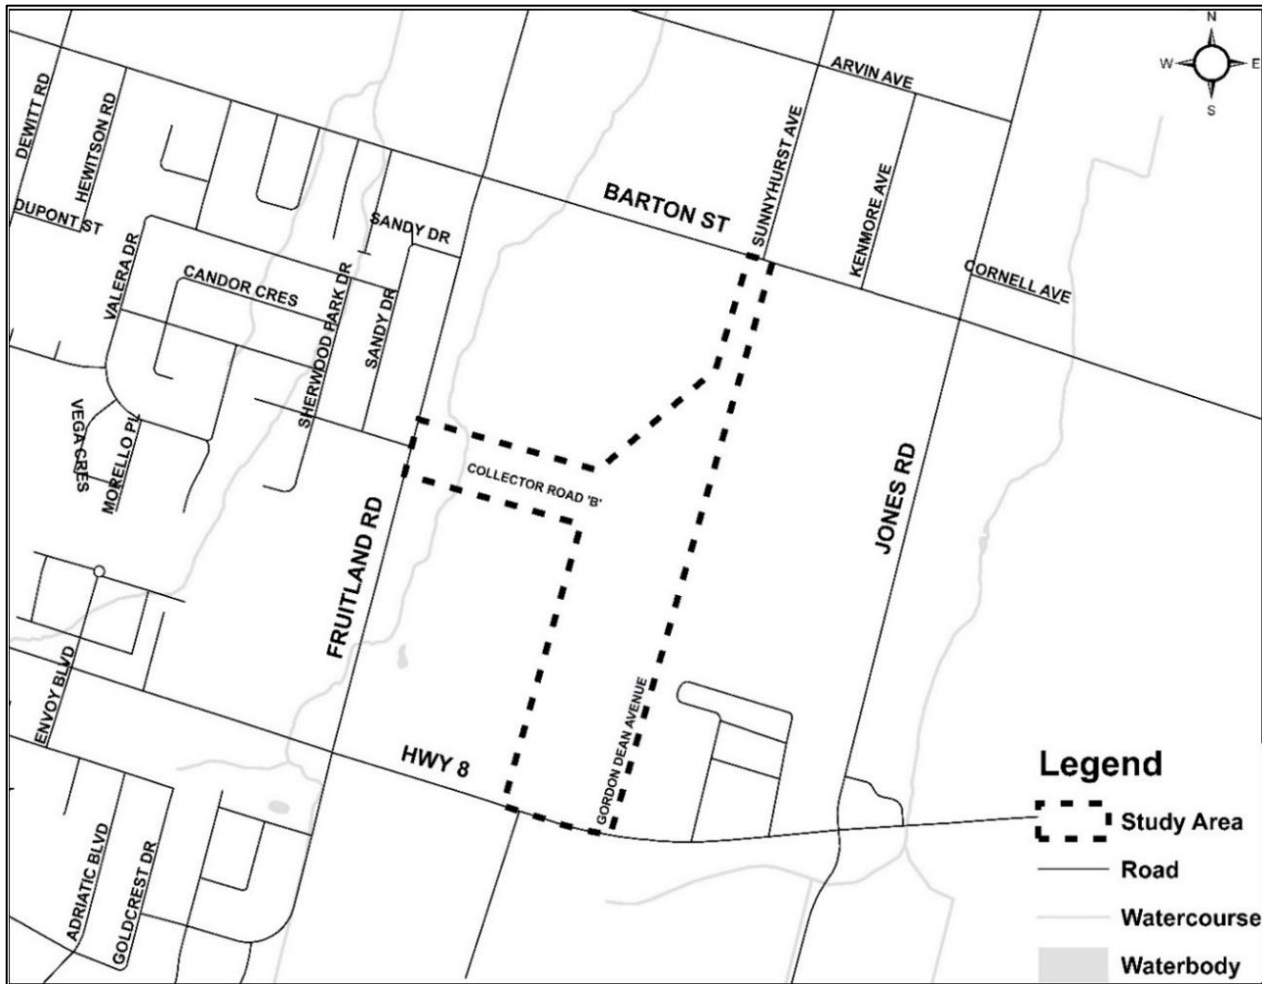 N
W E
S
ARVIN AVE
DEWITT RD
HEWITSON RD
DUPONT ST
SUNNYHURST AVE
KENMORE AVE
BARTON ST
SANDY DR
CORNELL AVE
VALERA DR
CANDOR CRES
SHERWOOD PARK DR
SANDY DR
VEGA CRES
MORELLO PL
COLLECTOR ROAD 'B'
JONES RD
FRUITLAND RD
ENVOY BLVD
HWY 8
GORDON DEAN AVENUE
ADRIATIC BLVD
GOLDCREST DR
Legend
Study Area
Road
Watercourse
Waterbody